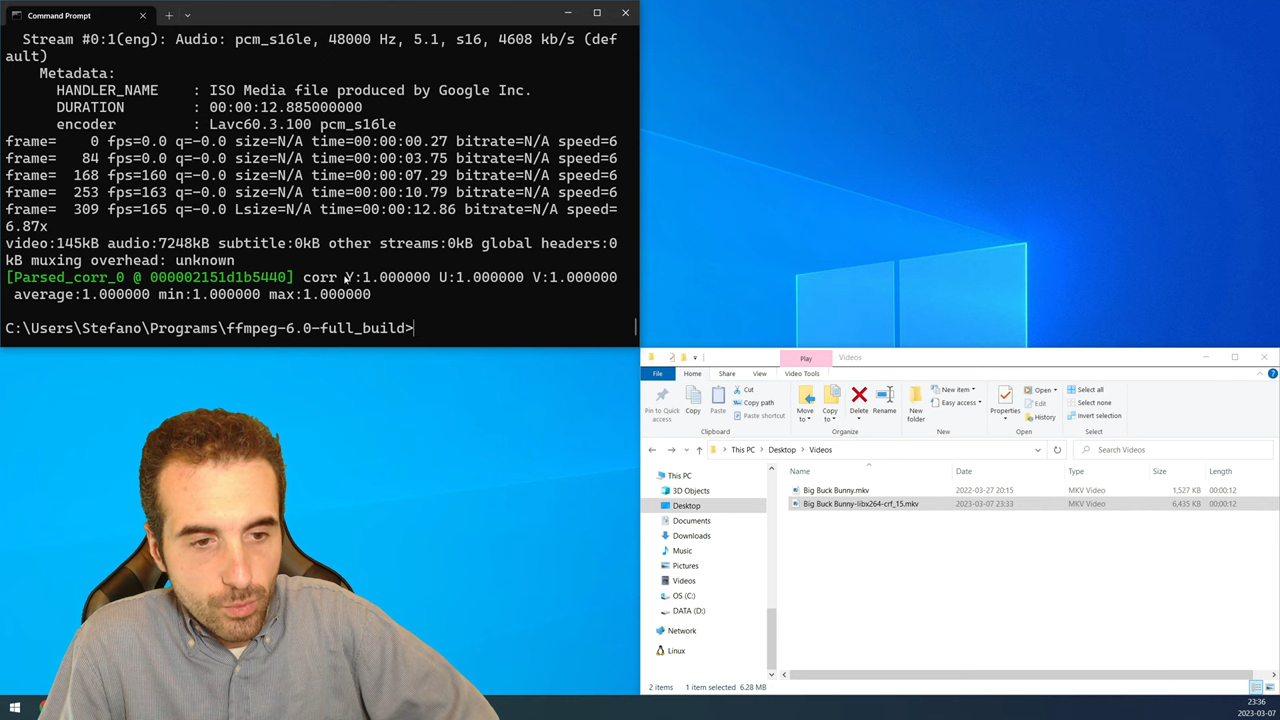 Command Prompt
Stream #0:1(eng): Audio: pcm_s16le, 48000 Hz, 5.1, s16, 4608 kb/s (def
ault)
Metadata:
HANDLER_NAME : ISO Media file produced by Google Inc.
DURATION : 00:00:12.885000000
encoder : Lavc60.3.100 pcm_s16le
frame= 0 fps=0.0 q=-0.0 size=N/A time=00:00:00.27 bitrate=N/A speed=6
frame= 84 fps=0.0 q=-0.0 size=N/A time=00:00:03.75 bitrate=N/A speed=6
frame= 168 fps=160 q=-0.0 size=N/A time=00:00:07.29 bitrate=N/A speed=6
frame= 253 fps=163 q=-0.0 size=N/A time=00:00:10.79 bitrate=N/A speed=6
frame= 309 fps=165 q=-0.0 Lsize=N/A time=00:00:12.86 bitrate=N/A speed=
6.87x
video:145kB audio:7248kB subtitle:0kB other streams:0kB global headers:0
kB muxing overhead: unknown
[Parsed_corr_0 @ 000002151d1b5440] corr Y:1.000000 U:1.000000 V:1.000000
average:1.000000 min:1.000000 max:1.000000
C:\Users\Stefano\Programs\ffmpeg-6.0-full_build>
Play Videos
File Home Share View Video Tools
Pin to Quick access
Copy
Paste
Cut
Copy path
Paste shortcut
Move to
Copy to
Delete
Rename
New folder
New item
Easy access
Properties
Open
Edit
History
Select all
Select none
Invert selection
Clipboard Organize New Open Select
This PC Desktop Videos
Search Videos
Name Date Type Size Length
Big Buck Bunny.mkv 2022-03-27 20:15 MKV Video 1,527 KB 00:00:12
Big Buck Bunny-libx264-crf_15.mkv 2023-03-07 23:33 MKV Video 6,435 KB 00:00:12
This PC
3D Objects
Desktop
Documents
Downloads
Music
Pictures
Videos
OS (C:)
DATA (D:)
Network
Linux
2 items 1 item selected 6.28 MB
23:36
2023-03-07